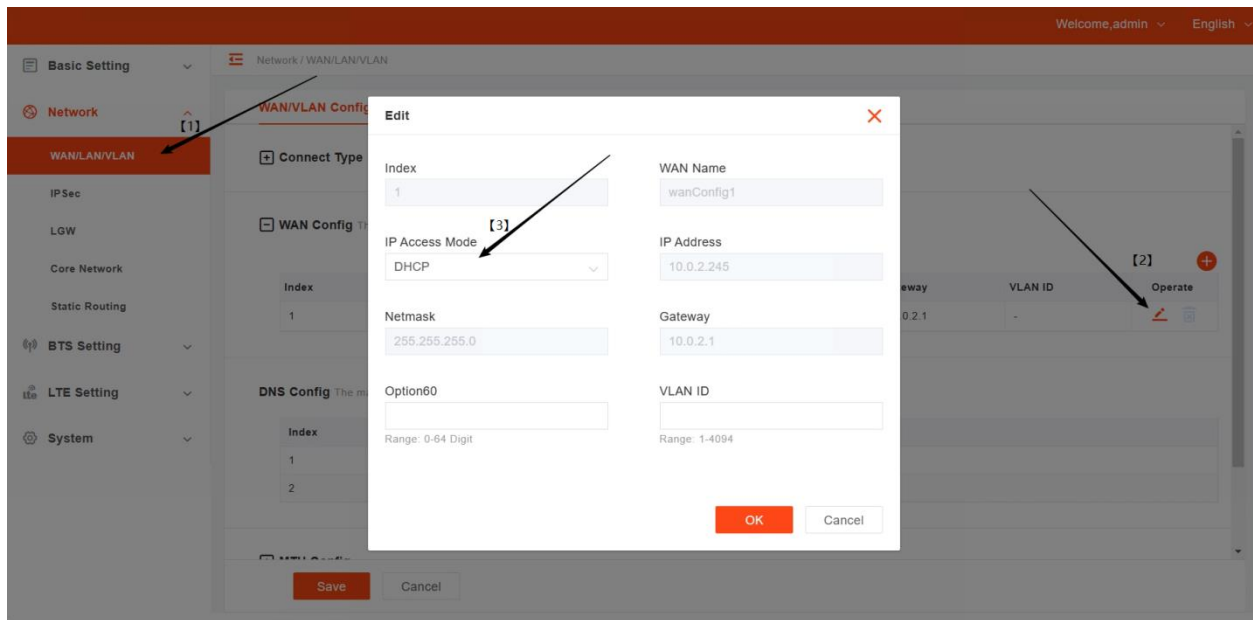 Welcome,admin English
Basic Setting
Network / WAN/LAN/VLAN
Network
【1】
WAN/VLAN Config
WAN/LAN/VLAN
Connect Type
IPSec
LGW
WAN Config
Core Network
Static Routing
【2】
Index
eway VLAN ID Operate
1
0.2.1 -
BTS Setting
LTE Setting
DNS Config The ma
System
Index
1
2
Edit
Index WAN Name
1 wanConfig1
【3】
IP Access Mode IP Address
DHCP 10.0.2.245
Netmask Gateway
255.255.255.0 10.0.2.1
Option60 VLAN ID
Range: 0-64 Digit Range: 1-4094
OK Cancel
Save Cancel